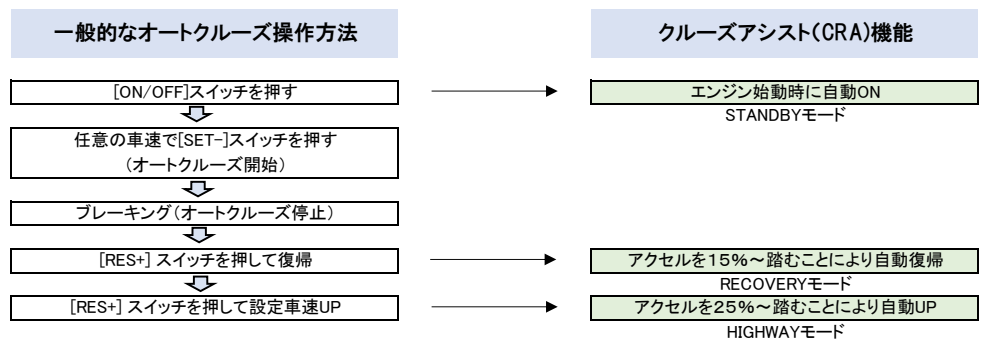 一般的なオートクルーズ操作方法
クルーズアシスト(CRA)機能
[ON/OFF]スイッチを押す
エンジン始動時に自動ON
STANDBYモード
任意の車速で[SET-]スイッチを押す
(オートクルーズ開始)
ブレーキング(オートクルーズ停止)
[RES+] スイッチを押して復帰
アクセルを15%~踏むことにより自動復帰
RECOVERYモード
[RES+] スイッチを押して設定車速UP
アクセルを25%~踏むことにより自動UP
HIGHWAYモード